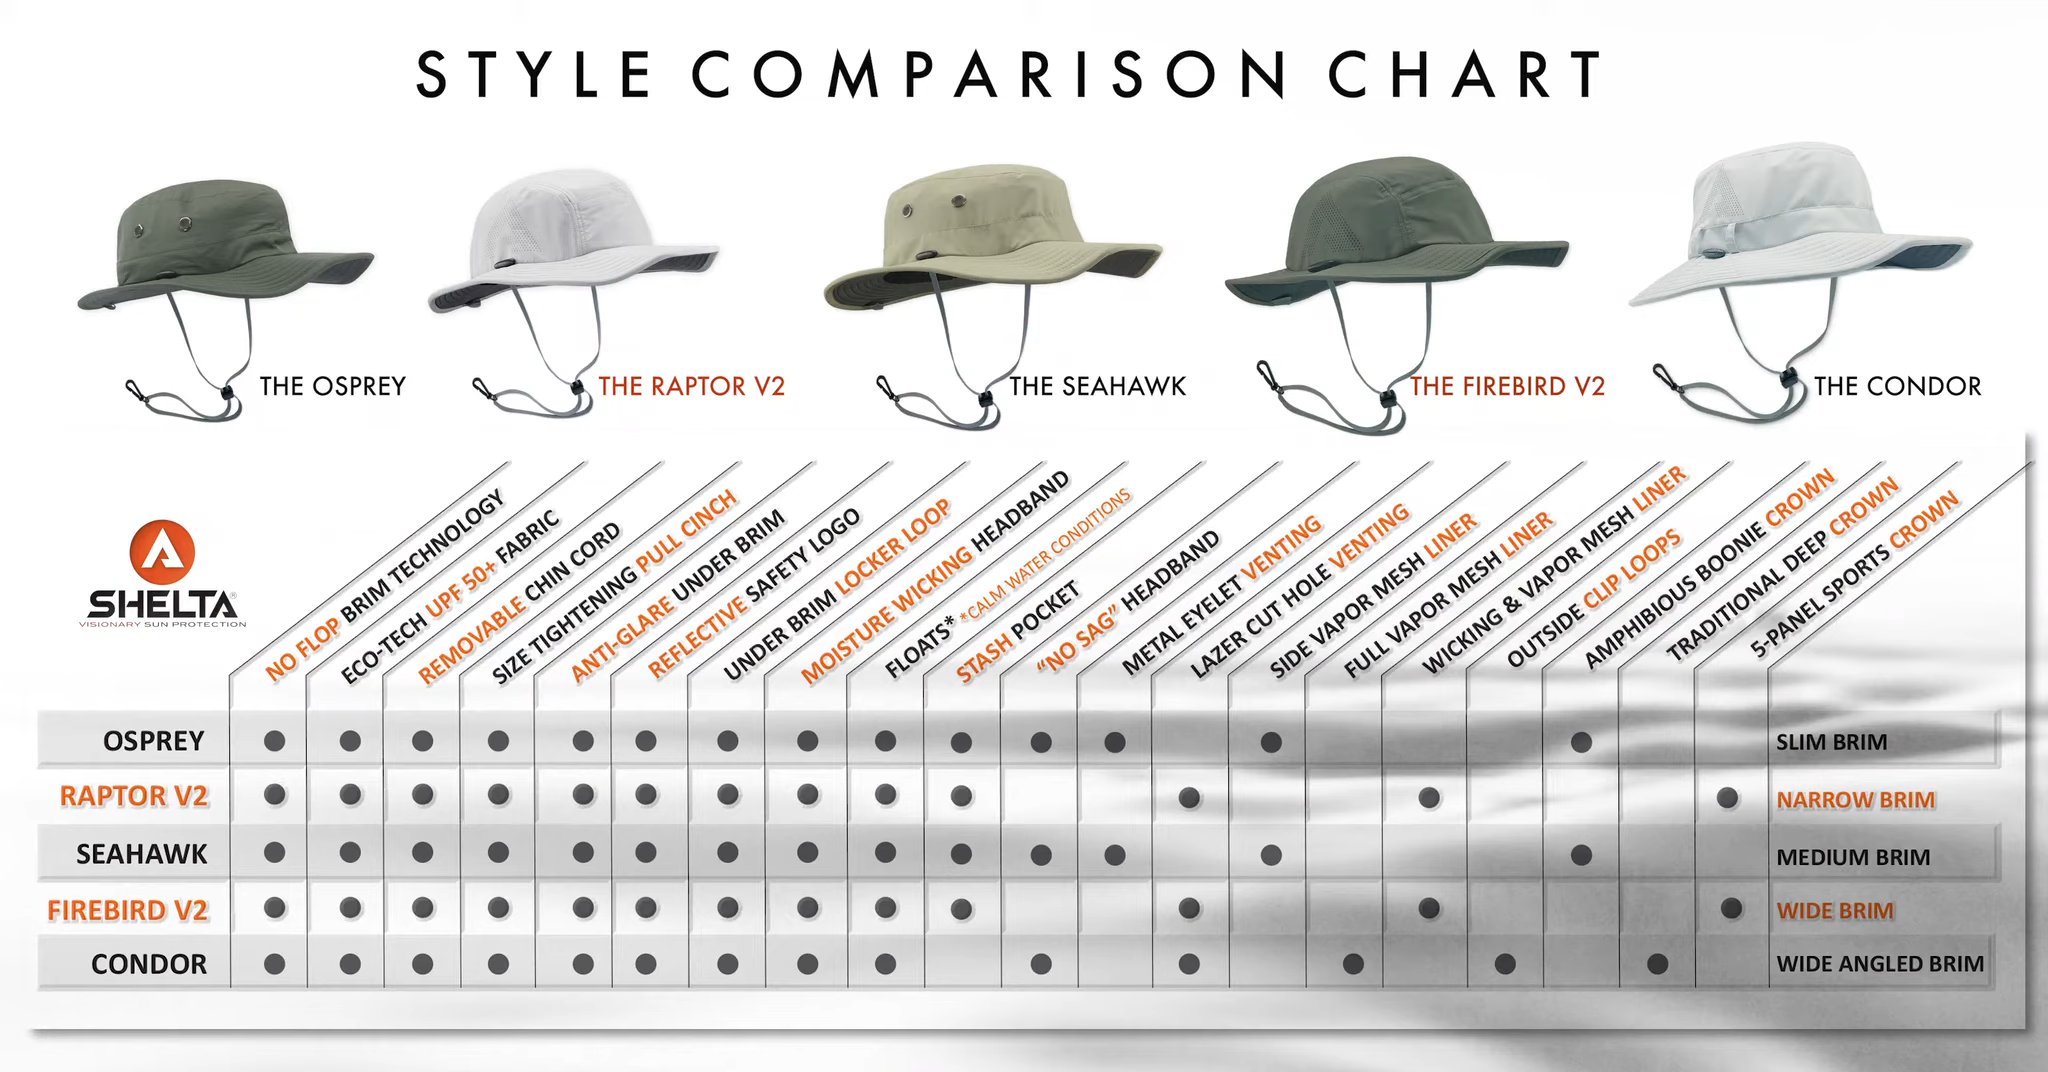 STYLE COMPARISON CHART
THE OSPREY
THE RAPTOR V2
THE SEAHAWK
THE FIREBIRD V2
THE CONDOR
SHELTA®
VISIONARY SUN PROTECTION
NO FLOP BRIM TECHNOLOGY
ECO-TECH UPF 50+ FABRIC
REMOVABLE CHIN CORD
SIZE TIGHTENING PULL CINCH
ANTI-GLARE UNDER BRIM
REFLECTIVE SAFETY LOGO
UNDER BRIM LOCKER LOOP
MOISTURE WICKING HEADBAND
FLOATS* *CALM WATER CONDITIONS
STASH POCKET
“NO SAG” HEADBAND
METAL EYELET VENTING
LAZER CUT HOLE VENTING
SIDE VAPOR MESH LINER
FULL VAPOR MESH LINER
WICKING & VAPOR MESH LINER
OUTSIDE CLIP LOOPS
AMPHIBIOUS BOONIE CROWN
TRADITIONAL DEEP CROWN
5-PANEL SPORTS CROWN
OSPREY SLIM BRIM
RAPTOR V2 NARROW BRIM
SEAHAWK MEDIUM BRIM
FIREBIRD V2 WIDE BRIM
CONDOR WIDE ANGLED BRIM